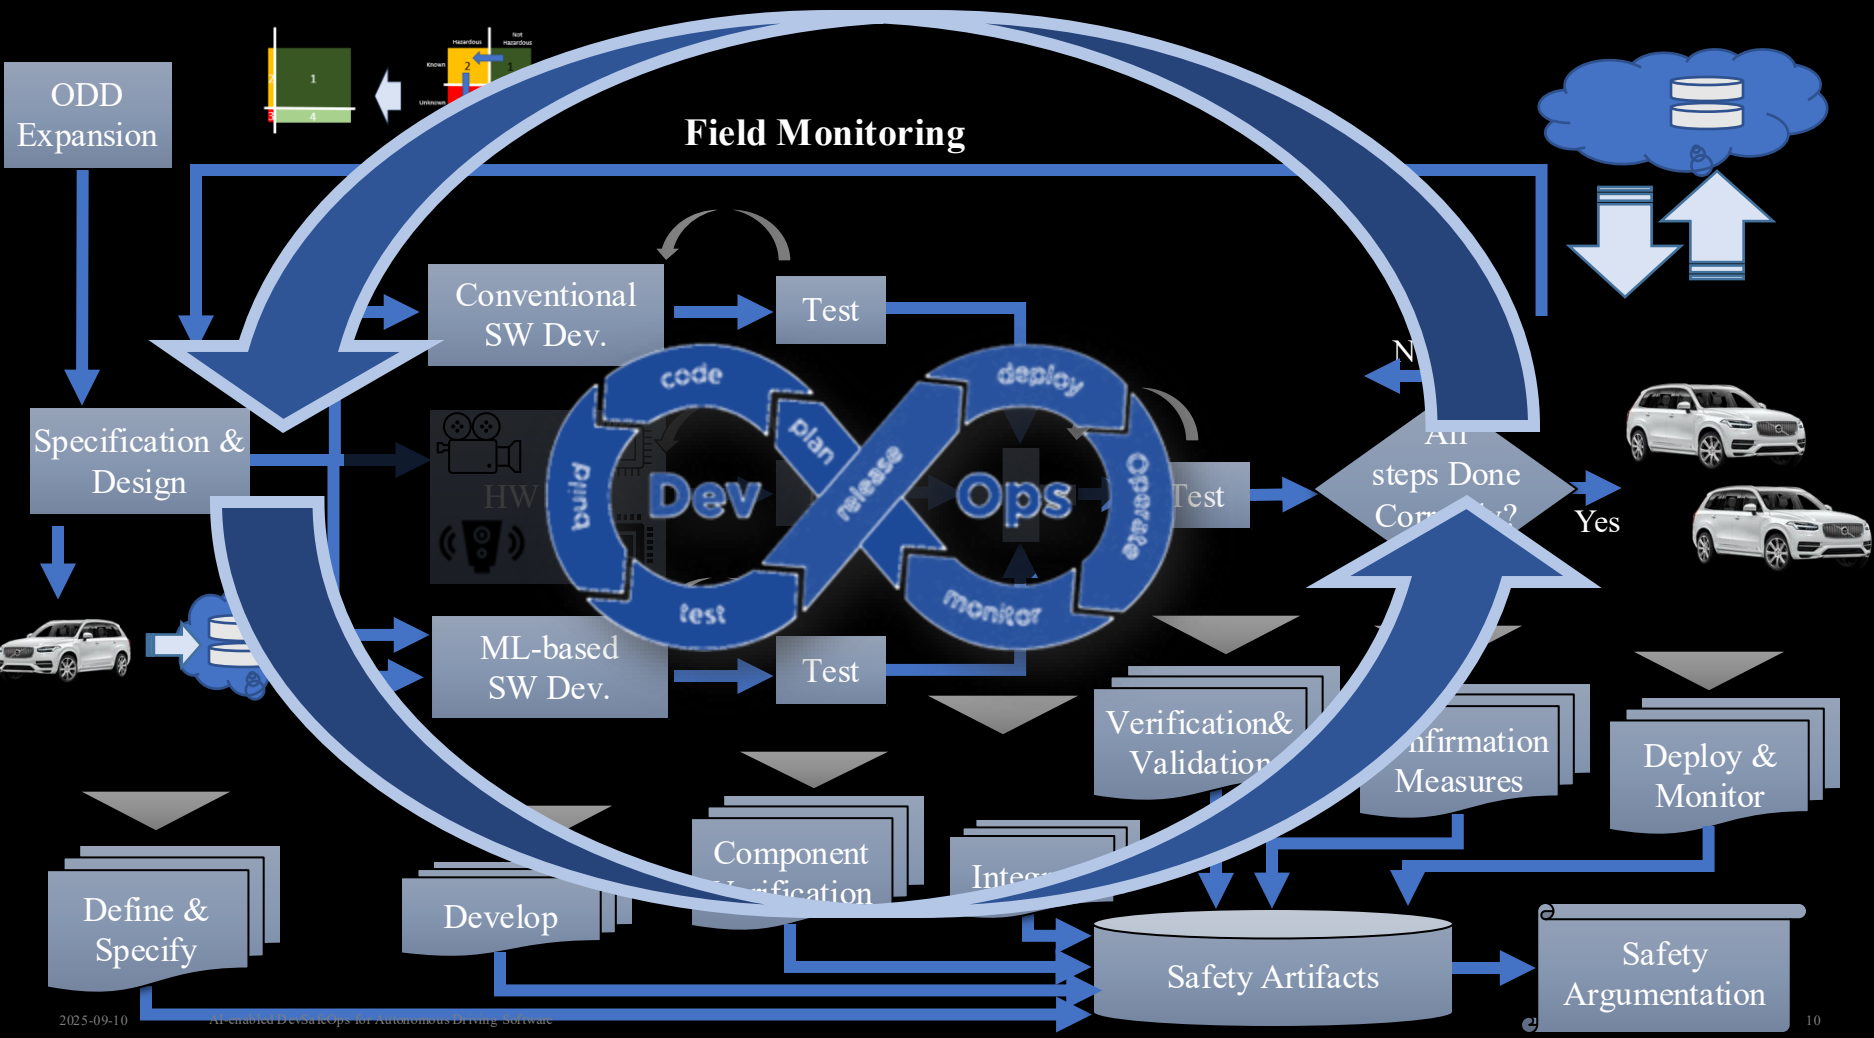 ODD
Expansion
2
1
3
4
Hazardous
Not
Hazardous
Known
Unknown
2
1
Field Monitoring
Conventional
SW Dev.
Test
Specification &
Design
HW
code
plan
build
Dev
test
release
deploy
Ops
Operate
monitor
Test
steps Done
Yes
ML-based
SW Dev.
Test
Verification&
Validation
Measures
Deploy &
Monitor
Component
Define &
Specify
Develop
Safety Artifacts
Safety
Argumentation
2025-09-10
AI-enabled DevSafeOps for Autonomous Driving Software
10